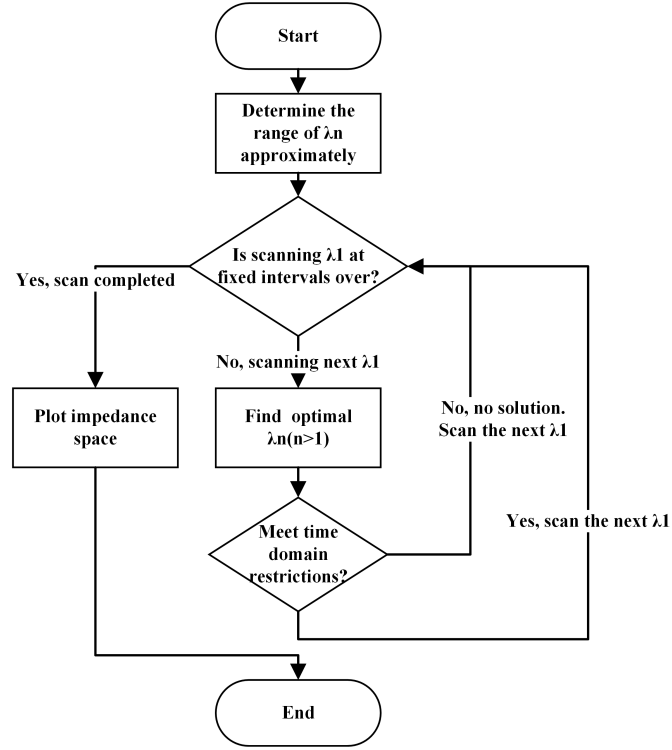 Start
Determine the
range of λn
approximately
Is scanning λ1 at
fixed intervals over?
Yes, scan completed
No, scanning next λ1
Plot impedance
space
Find optimal
λn(n>1)
No, no solution.
Scan the next λ1
Yes, scan the next λ1
Meet time
domain
restrictions?
End